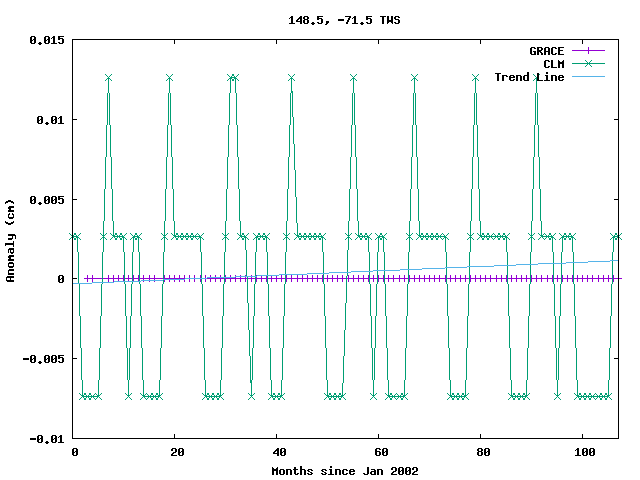 148.5, -71.5 TWS
GRACE
CLM
Trend Line
0.015
0.01
0.005
0
-0.005
-0.01
Anomaly (cm)
0 20 40 60 80 100
Months since Jan 2002